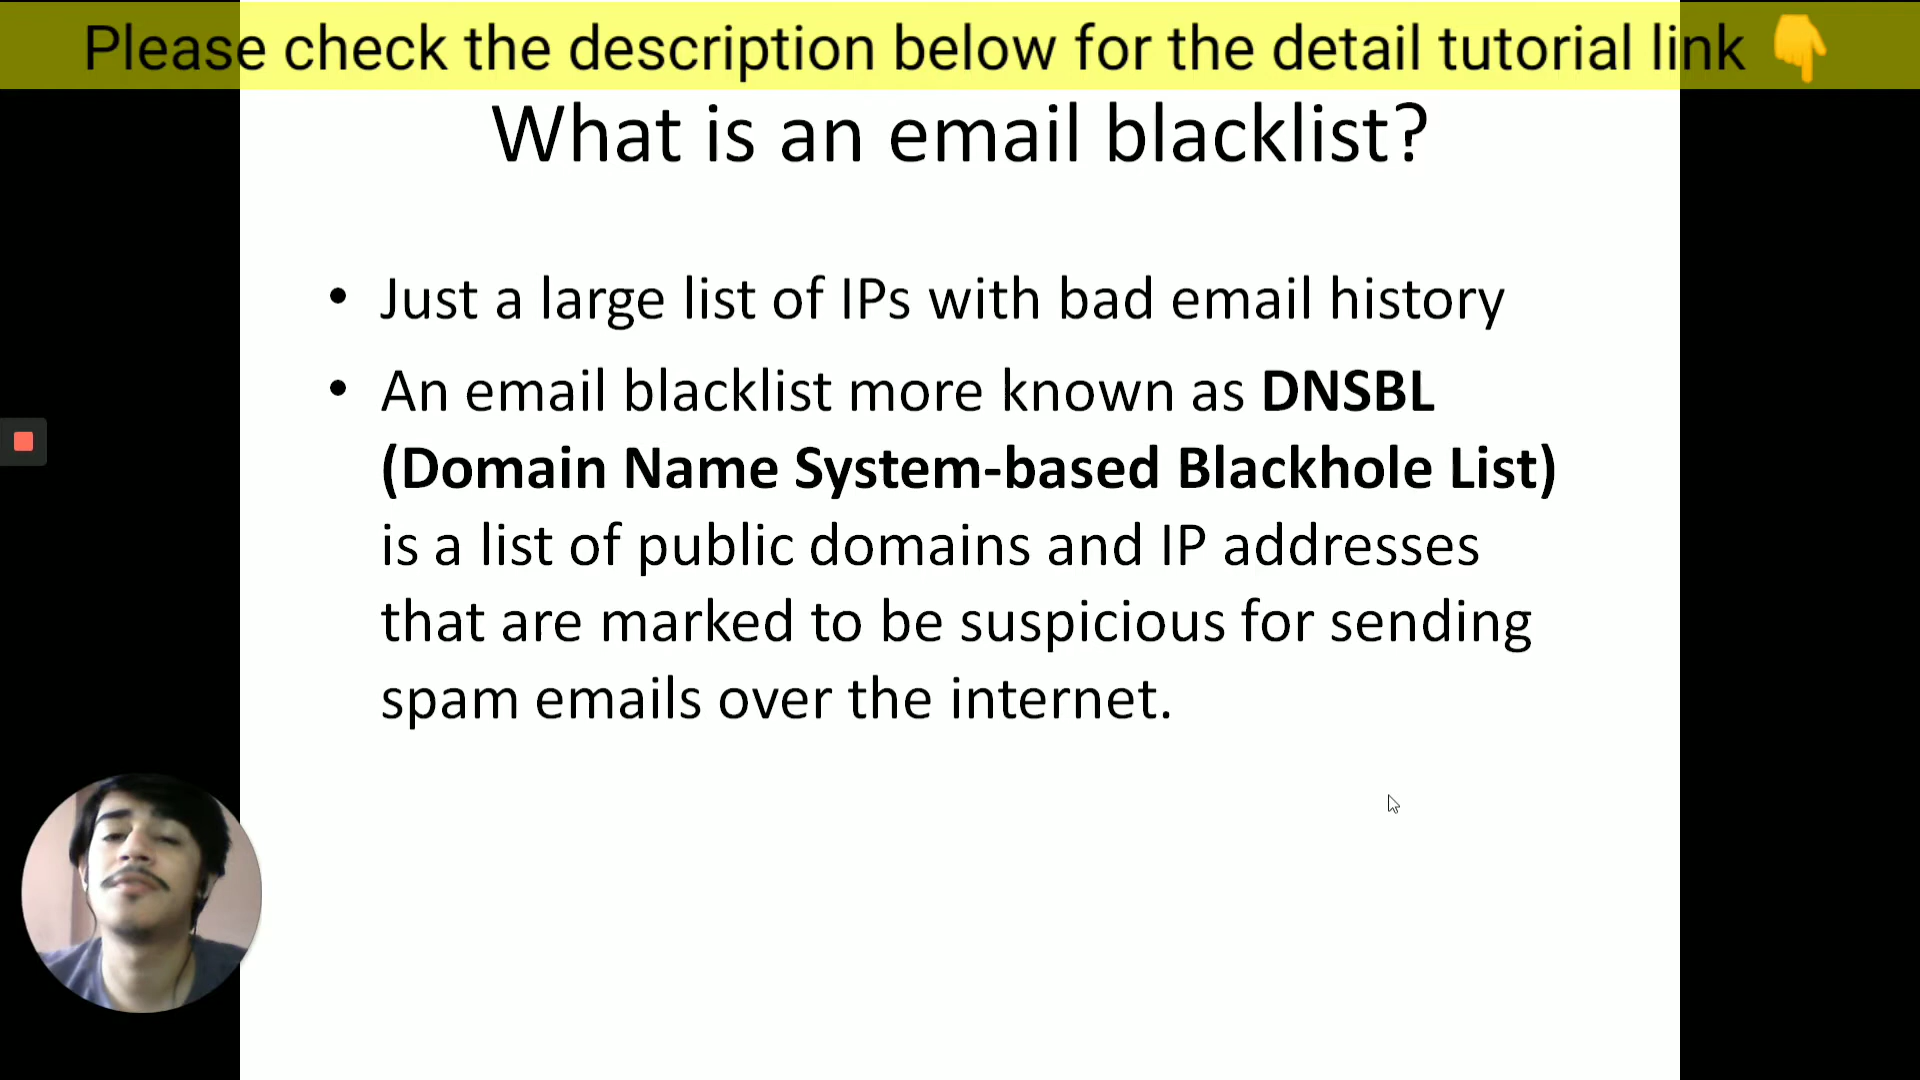 Please check the description below for the detail tutorial link 👇
What is an email blacklist?
• Just a large list of IPs with bad email history
• An email blacklist more known as DNSBL
(Domain Name System-based Blackhole List)
is a list of public domains and IP addresses
that are marked to be suspicious for sending
spam emails over the internet.